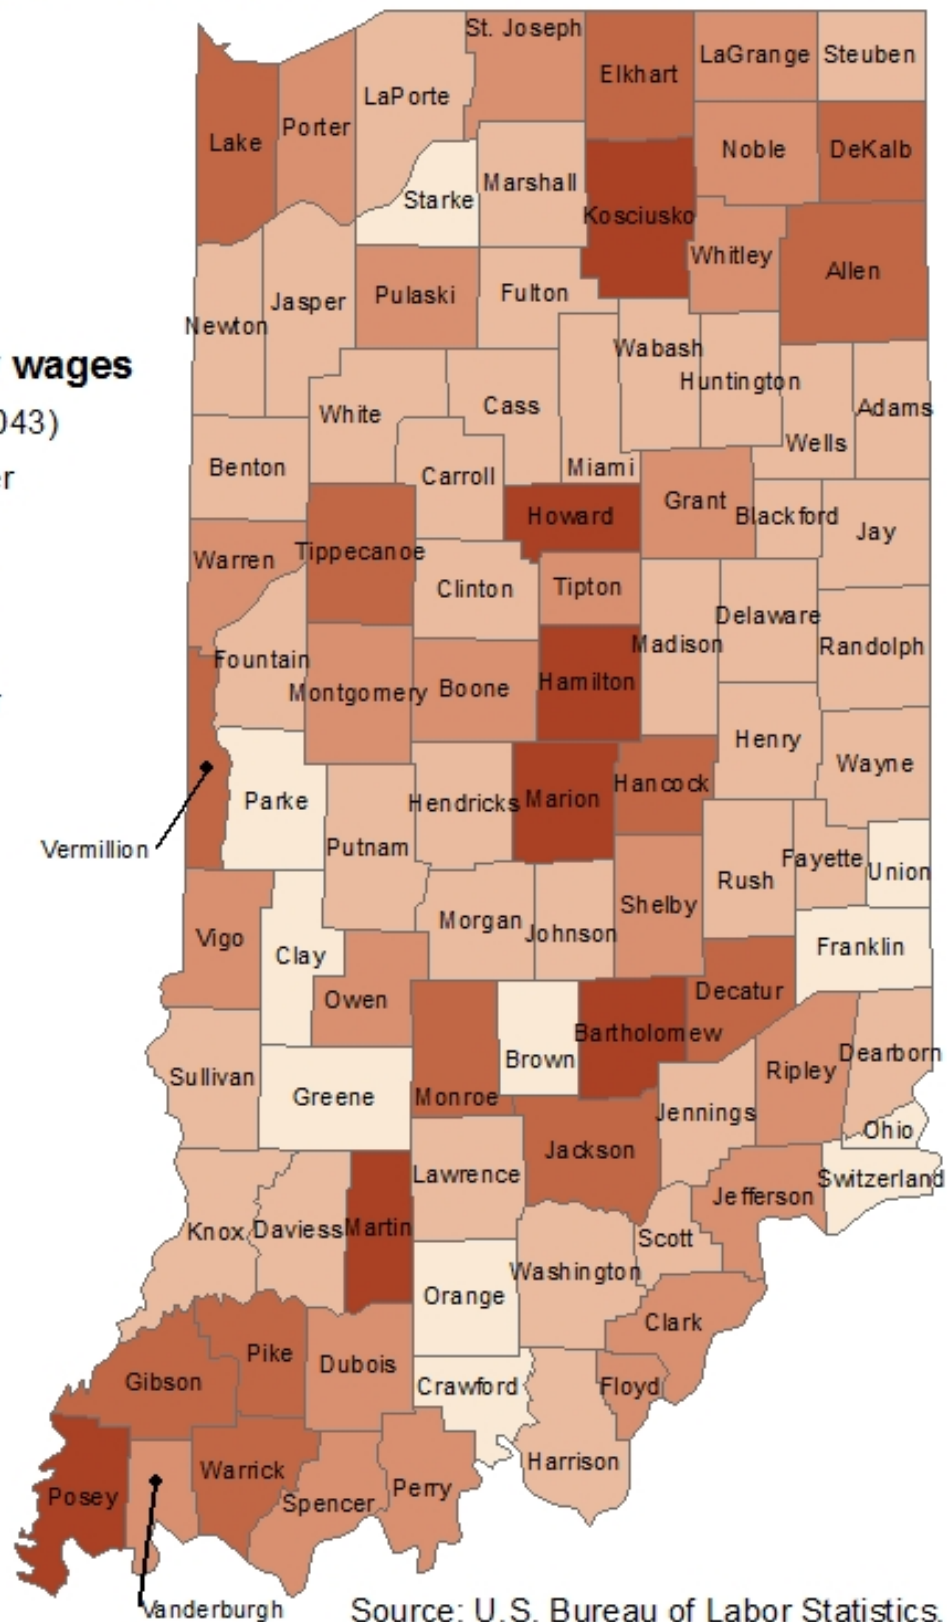 St. Joseph
Elkhart
LaGrange
Steuben
LaPorte
Lake
Porter
Noble
DeKalb
Starke
Marshall
Kosciusko
Whitley
Allen
Newton
Jasper
Pulaski
Fulton
wages
043)
r
Wabash
Huntington
Adams
White
Cass
Wells
Benton
Carroll
Miami
Grant
Blackford
Jay
Howard
Warren
Tippecanoe
Clinton
Tipton
Delaware
Madison
Randolph
Fountain
Montgomery
Boone
Hamilton
Henry
Wayne
Hancock
Parke
Hendricks
Marion
Vermillion
Putnam
Fayette
Union
Rush
Shelby
Morgan
Johnson
Vigo
Clay
Franklin
Owen
Decatur
Bartholomew
Brown
Dearborn
Ripley
Sullivan
Greene
Monroe
Jennings
Ohio
Jackson
Lawrence
Switzerland
Jefferson
Knox
Daviess
Martin
Scott
Washington
Orange
Clark
Pike
Dubois
Gibson
Crawford
Floyd
Harrison
Warrick
Perry
Posey
Spencer
Vanderburgh
Source: U.S. Bureau of Labor Statistics.